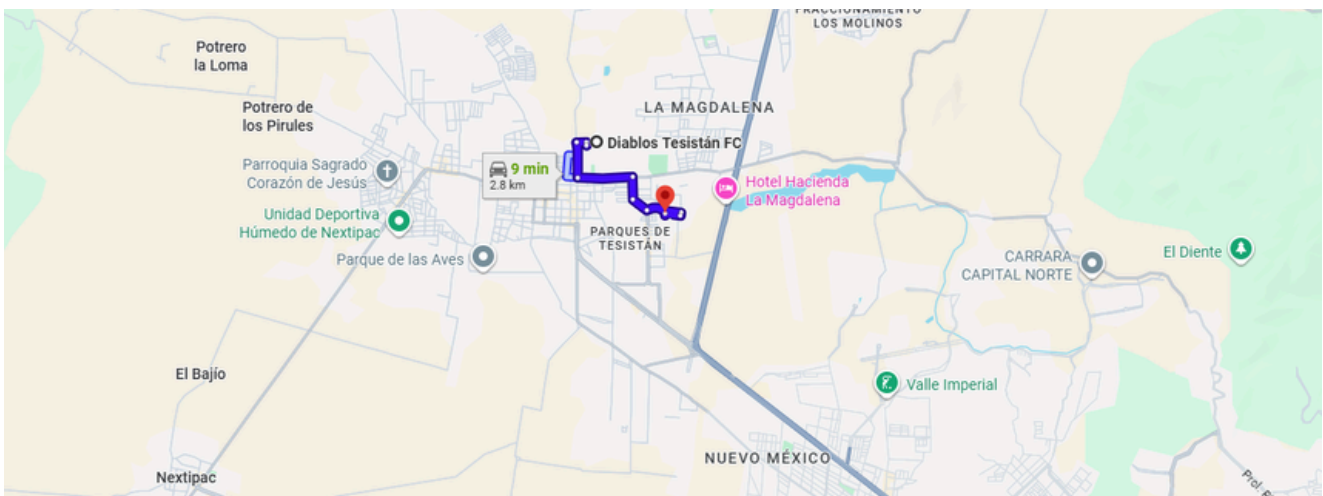 FRACCIONAMIENTO
LOS MOLINOS
Potrero
la Loma
LA MAGDALENA
Potrero de
los Pirules
Diablos Tesistán FC
Parroquia Sagrado
Corazón de Jesús
9 min
2.8 km
Hotel Hacienda
La Magdalena
Unidad Deportiva
Húmedo de Nextipac
PARQUES DE
TESISTÁN
Parque de las Aves
CARRARA
CAPITAL NORTE
El Diente
El Bajío
Valle Imperial
NUEVO MÉXICO
Nextipac